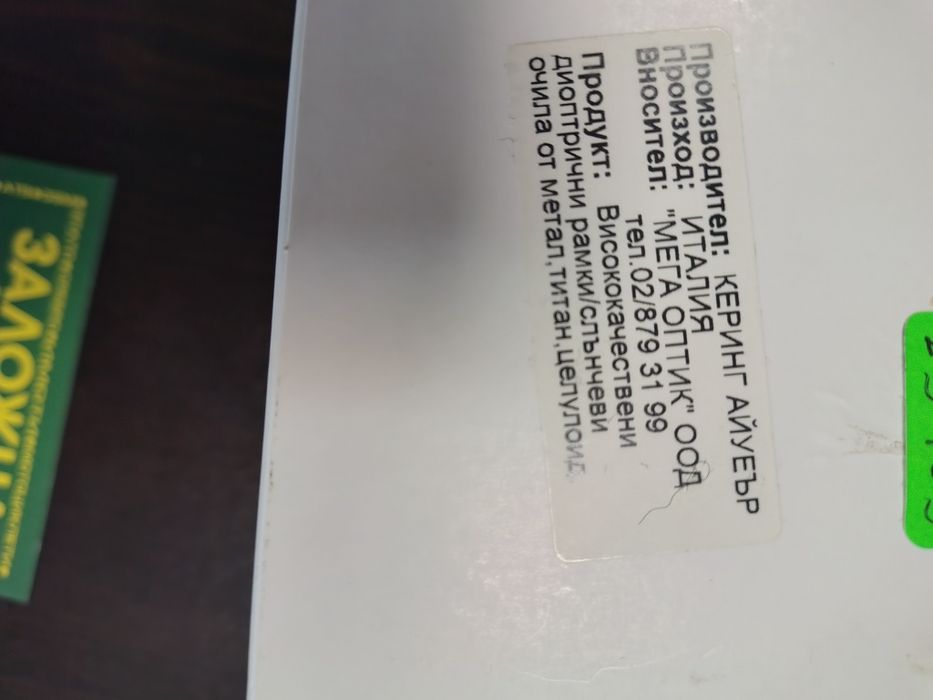 Производител: КЕРИНГ АЙУЕЪР
Произход: ИТАЛИЯ
Вносител: "МЕГА ОПТИК" ООД
тел.02/879 31 99
Продукт: Висококачествени
диоптрични рамки/слънчеви
очила от метал,титан,целулоид.